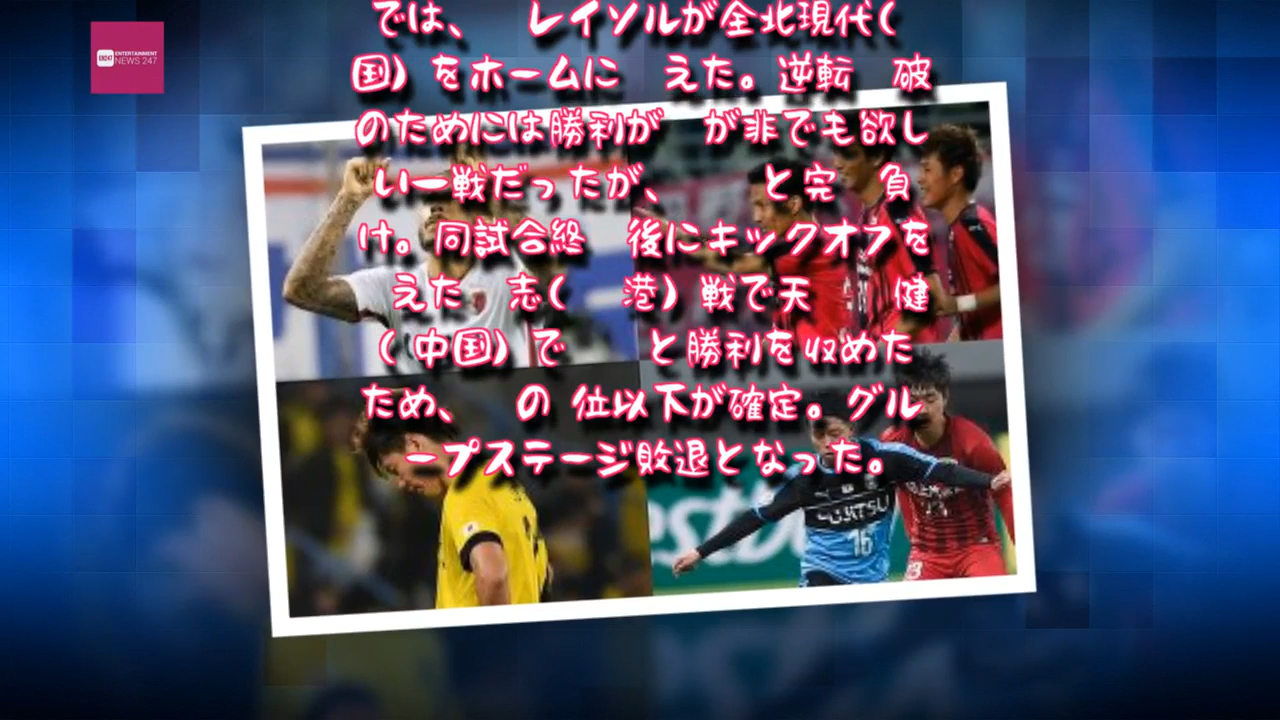 ENTERTAINMENT
NEWS 247
では、 レイソルが全北現代(
国) をホームに えた。逆転 破
のためには勝利が が非でも欲し
い一戦だったが、 と完 負
け。同試合終 後にキックオフを
えた 志( 港) 戦で天 健
( 中国) で と勝利を収めた
ため、 の 位以下が確定。グル
ープステージ敗退となった。
FUJITSU
16